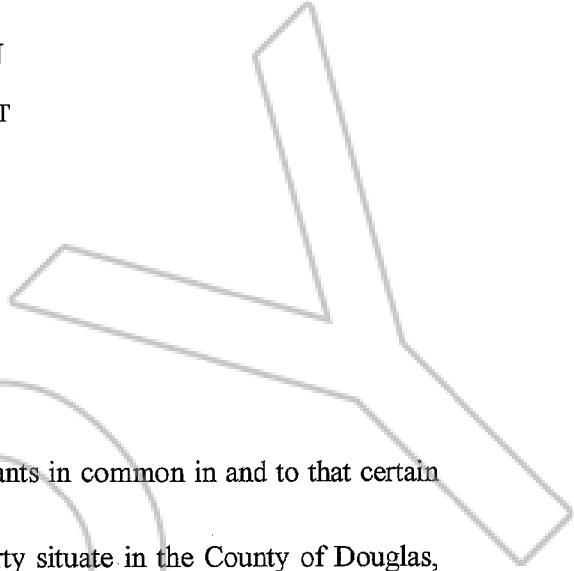 T
ants in common in and to that certain
rty situate in the County of Douglas,